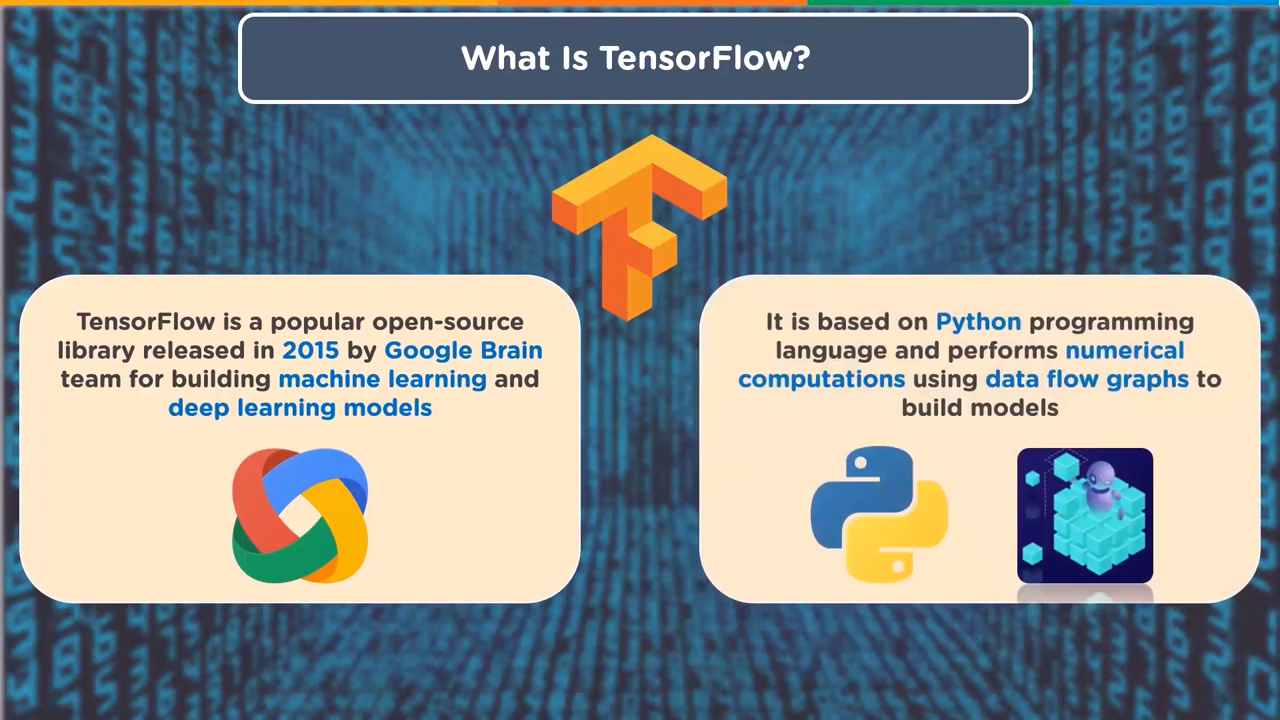 What Is TensorFlow?
TensorFlow is a popular open-source
library released in 2015 by Google Brain
team for building machine learning and
deep learning models
It is based on Python programming
language and performs numerical
computations using data flow graphs to
build models